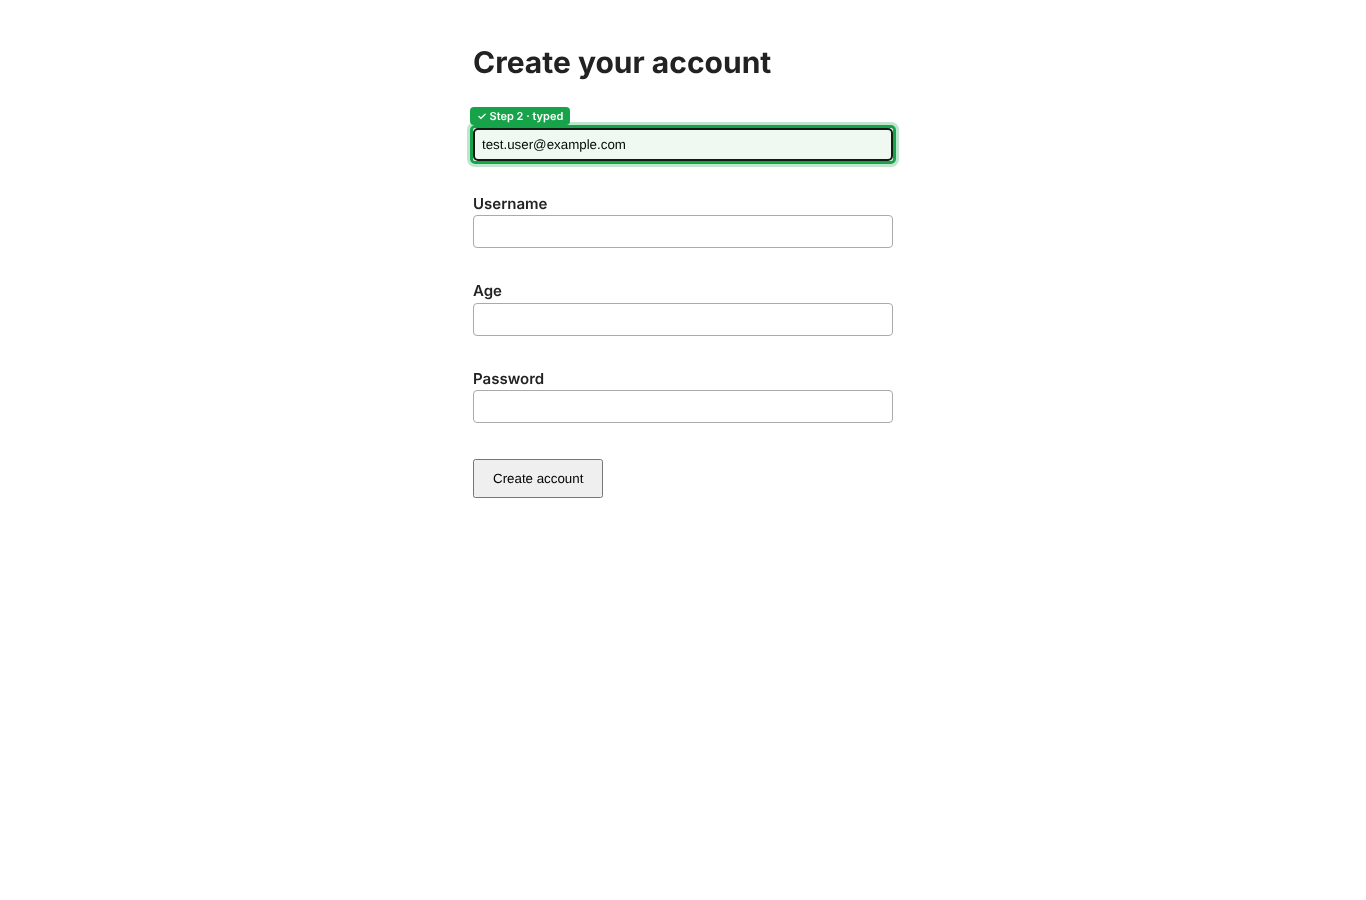 Create your account
✓ Step 2 · typed
test.user@example.com
Username
Age
Password
Create account